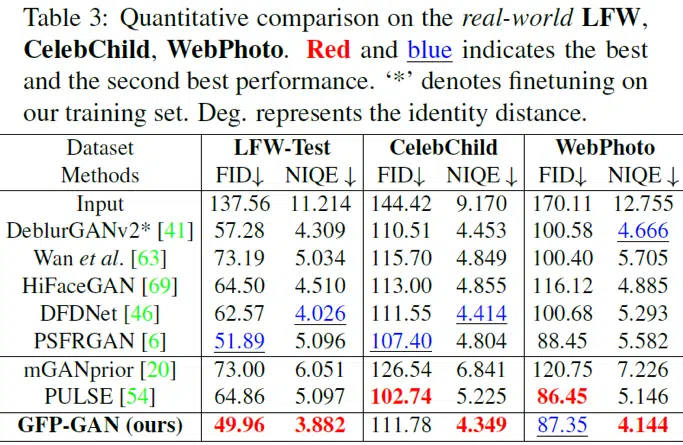 Table 3: Quantitative comparison on the real-world LFW,
CelebChild, WebPhoto. Red and blue indicates the best
and the second best performance. ‘*’ denotes finetuning on
our training set. Deg. represents the identity distance.
Dataset LFW-Test CelebChild WebPhoto
Methods FID↓ NIQE ↓ FID↓ NIQE ↓ FID↓ NIQE ↓
Input 137.56 11.214 144.42 9.170 170.11 12.755
DeblurGANv2* [41] 57.28 4.309 110.51 4.453 100.58 4.666
Wan et al. [63] 73.19 5.034 115.70 4.849 100.40 5.705
HiFaceGAN [69] 64.50 4.510 113.00 4.855 116.12 4.885
DFDNet [46] 62.57 4.026 111.55 4.414 100.68 5.293
PSFRGAN [6] 51.89 5.096 107.40 4.804 88.45 5.582
mGANprior [20] 73.00 6.051 126.54 6.841 120.75 7.226
PULSE [54] 64.86 5.097 102.74 5.225 86.45 5.146
GFP-GAN (ours) 49.96 3.882 111.78 4.349 87.35 4.144